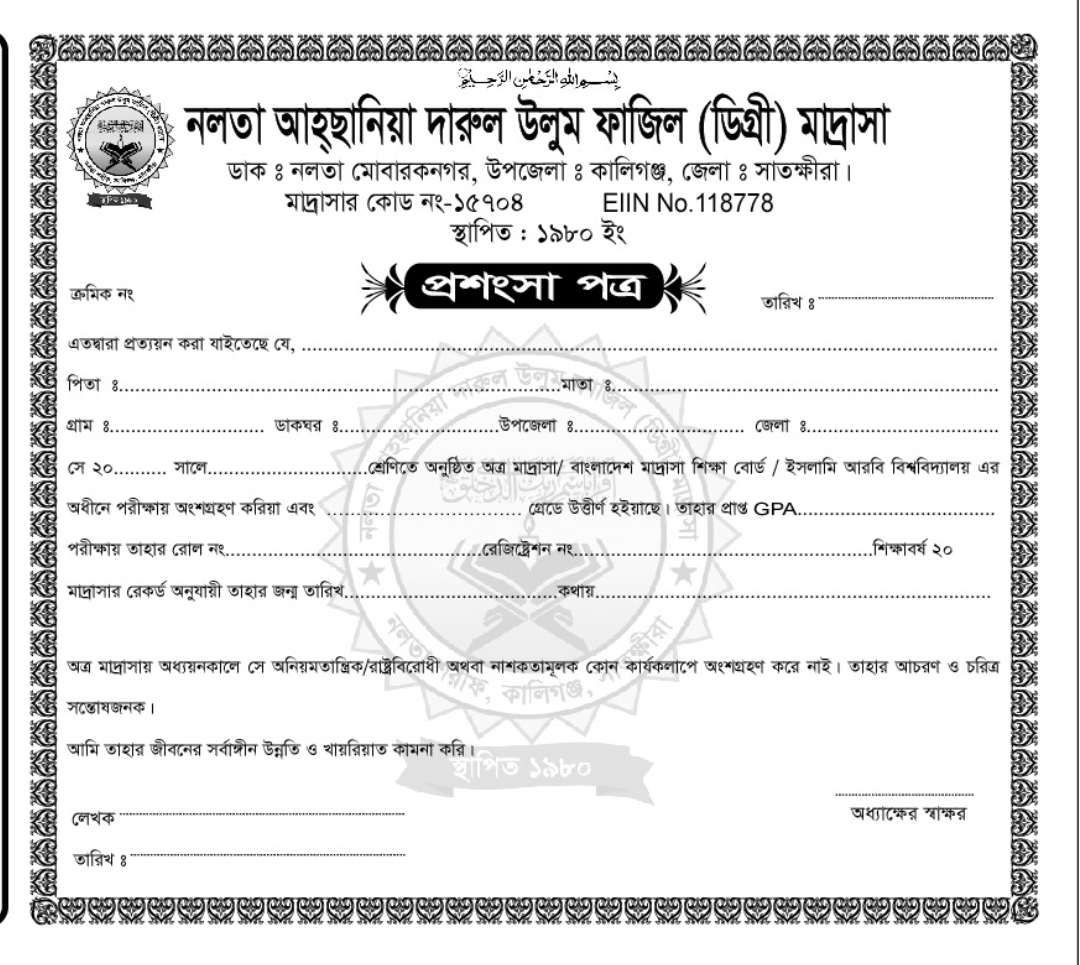 بِسْمِ اللهِ الرَّحْمٰنِ الرَّحِيْمِ
নলতা আহ্ছানিয়া দারুল উলুম ফাজিল (ডিগ্রী) মাদ্রাসা
ডাক ঃ নলতা মোবারকনগর, উপজেলা ঃ কালিগঞ্জ, জেলা ঃ সাতক্ষীরা।
মাদ্রাসার কোড নং-১৫৭০৪ EIIN No.118778
স্থাপিত : ১৯৮০ ইং
প্রশংসা পত্র
ক্রমিক নং তারিখ ঃ
এতদ্বারা প্রত্যয়ন করা যাইতেছে যে, ........................
পিতা ঃ........................মাতা ঃ........................
গ্রাম ঃ........................ ডাকঘর ঃ........................উপজেলা ঃ........................ জেলা ঃ........................
সে ২০.......... সালে........................শ্রেণিতে অনুষ্ঠিত অত্র মাদ্রাসা/ বাংলাদেশ মাদ্রাসা শিক্ষা বোর্ড / ইসলামি আরবি বিশ্ববিদ্যালয় এর
অধীনে পরীক্ষায় অংশগ্রহণ করিয়া এবং ........................ গ্রেডে উত্তীর্ণ হইয়াছে। তাহার প্রাপ্ত GPA........................
পরীক্ষায় তাহার রোল নং........................রেজিষ্ট্রেশন নং........................শিক্ষাবর্ষ ২০
মাদ্রাসার রেকর্ড অনুযায়ী তাহার জন্ম তারিখ........................কথায়........................
অত্র মাদ্রাসায় অধ্যয়নকালে সে অনিয়মতান্ত্রিক/রাষ্ট্রবিরোধী অথবা নাশকতামূলক কোন কার্যকলাপে অংশগ্রহণ করে নাই। তাহার আচরণ ও চরিত্র
সন্তোষজনক।
আমি তাহার জীবনের সর্বাঙ্গীন উন্নতি ও খায়রিয়াত কামনা করি।
স্থাপিত ১৯৮০
লেখক
অধ্যাক্ষের স্বাক্ষর
তারিখ ঃ